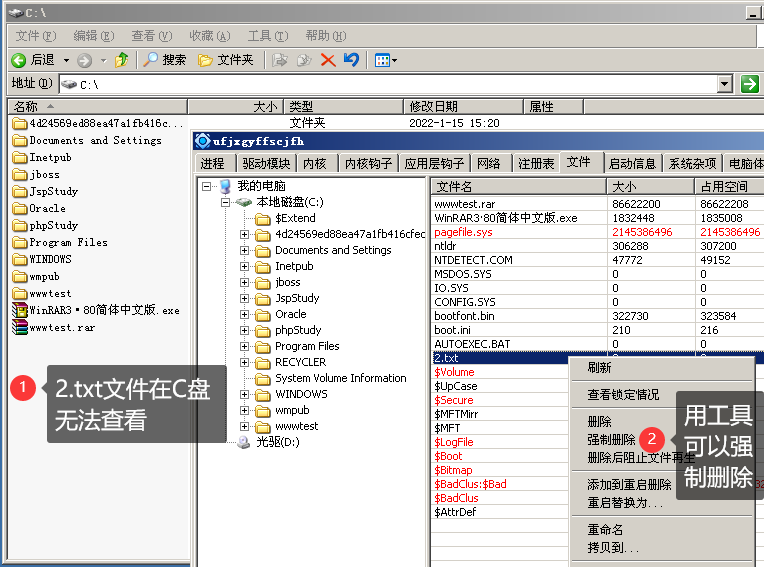 C:\
文件(F) 编辑(E) 查看(V) 收藏(A) 工具(T) 帮助(H)
后退 搜索 文件夹
地址(D) C:\
名称 大小 类型 修改日期 属性
4d24569ed88ea47a1fb416c... 文件夹 2022-1-15 15:20
Documents and Settings
Inetpub
jboss
JspStudy
Oracle
phpStudy
Program Files
WINDOWS
wmpub
wwwtest
WinRAR3·80简体中文版.exe
wwwtest.rar
1 2.txt文件在C盘
无法查看
ufjxgyffscjfh
进程 驱动模块 内核 内核钩子 应用层钩子 网络 注册表 文件 启动信息 系统杂项 电脑体
我的电脑
本地磁盘(C:)
$Extend
4d24569ed88ea47a1fb416cfec
Documents and Settings
Inetpub
jboss
JspStudy
Oracle
phpStudy
Program Files
RECYCLER
System Volume Information
WINDOWS
wmpub
wwwtest
光驱(D:)
文件名 大小 占用空间
wwwtest.rar 86622200 86622208
WinRAR3·80简体中文版.exe 1832448 1835008
pagefile.sys 2145386496 2145386496
ntldr 306288 307200
NTDETECT.COM 47772 49152
MSDOS.SYS 0 0
IO.SYS 0 0
CONFIG.SYS 0 0
bootfont.bin 322730 323584
boot.ini 210 216
AUTOEXEC.BAT 0 0
2.txt
$Volume
$UpCase
$Secure
$MFTMirr
$MFT
$LogFile
$Boot
$Bitmap
$BadClus:$Bad
$BadClus
$AttrDef
刷新
查看锁定情况
删除
强制删除
删除后阻止文件再生
添加到重启删除
重启替换为...
重命名
拷贝到...
2 用工具
可以强
制删除